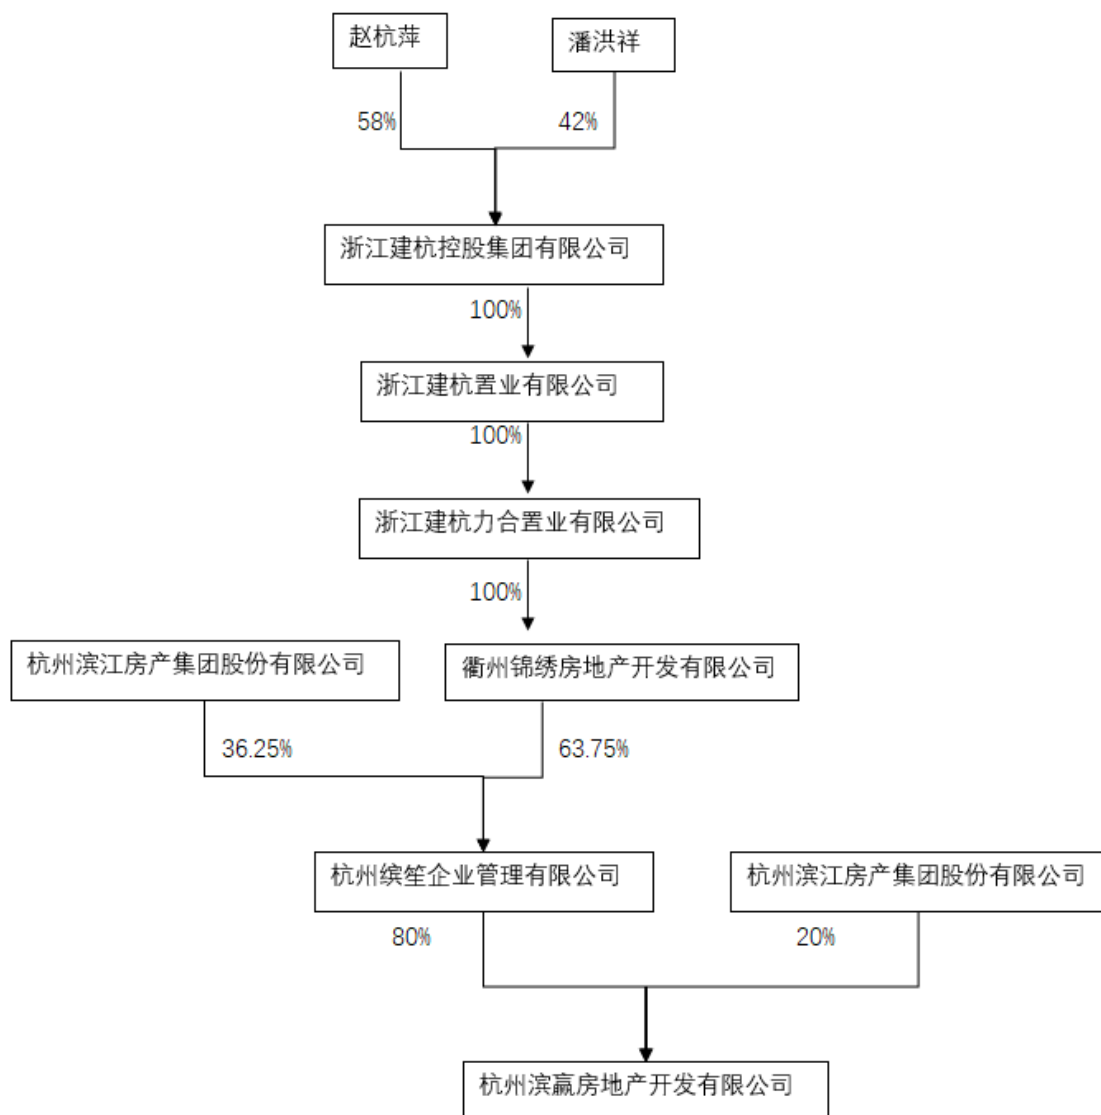 赵杭萍
潘洪祥
58%
42%
浙江建杭控股集团有限公司
100%
浙江建杭置业有限公司
100%
浙江建杭力合置业有限公司
100%
杭州滨江房产集团股份有限公司
衢州锦绣房地产开发有限公司
36.25%
63.75%
杭州缤笙企业管理有限公司
杭州滨江房产集团股份有限公司
80%
20%
杭州滨赢房地产开发有限公司